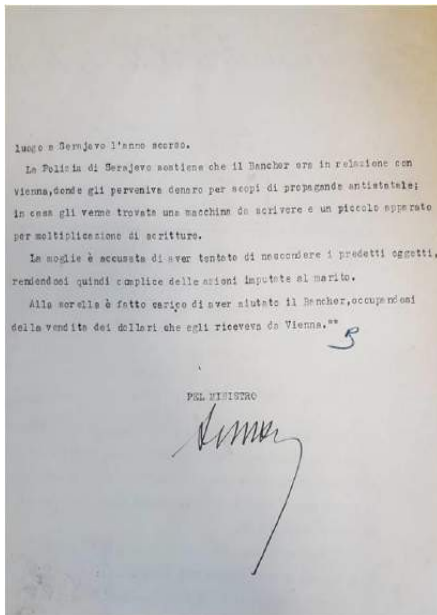 luogo a Serajevo l'anno scorso.
La Polizia di Serajevo sostiene che il Bancher era in relazione con
Vienna,donde gli perveniva denaro per scopi di propaganda antistatale;
in casa gli venne trovata una macchina da scrivere e un piccolo apparato
per moltiplicazione di scritture.
La moglie è accusata di aver tentato di nascondere i predetti oggetti,
rendendosi quindi complice delle azioni imputate al marito.
Alla sorella è fatto carico di aver aiutato il Bancher,occupandosi
della vendita dei dollari che egli riceveva da Vienna.""
PEL MINISTRO